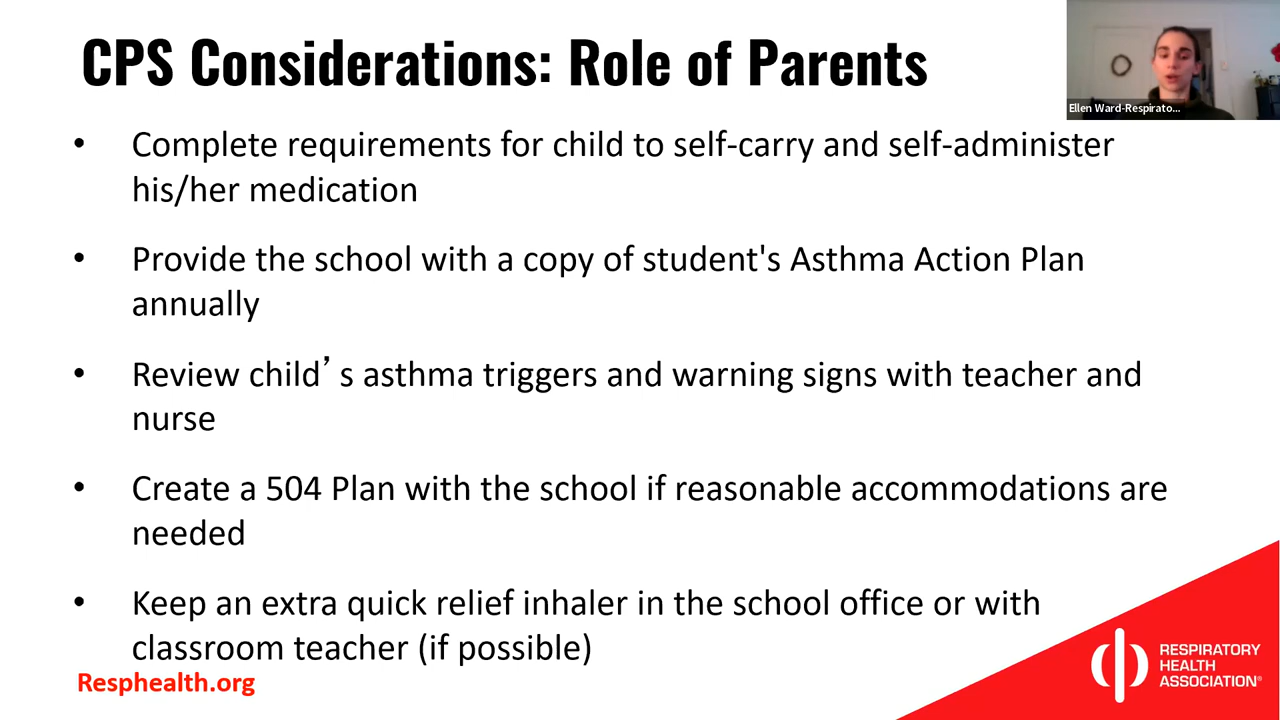 CPS Considerations: Role of Parents
Ellen Ward-Respirato...
• Complete requirements for child to self-carry and self-administer
his/her medication
• Provide the school with a copy of student's Asthma Action Plan
annually
• Review child’ s asthma triggers and warning signs with teacher and
nurse
• Create a 504 Plan with the school if reasonable accommodations are
needed
• Keep an extra quick relief inhaler in the school office or with
classroom teacher (if possible)
Resphealth.org
RESPIRATORY
HEALTH
ASSOCIATION®